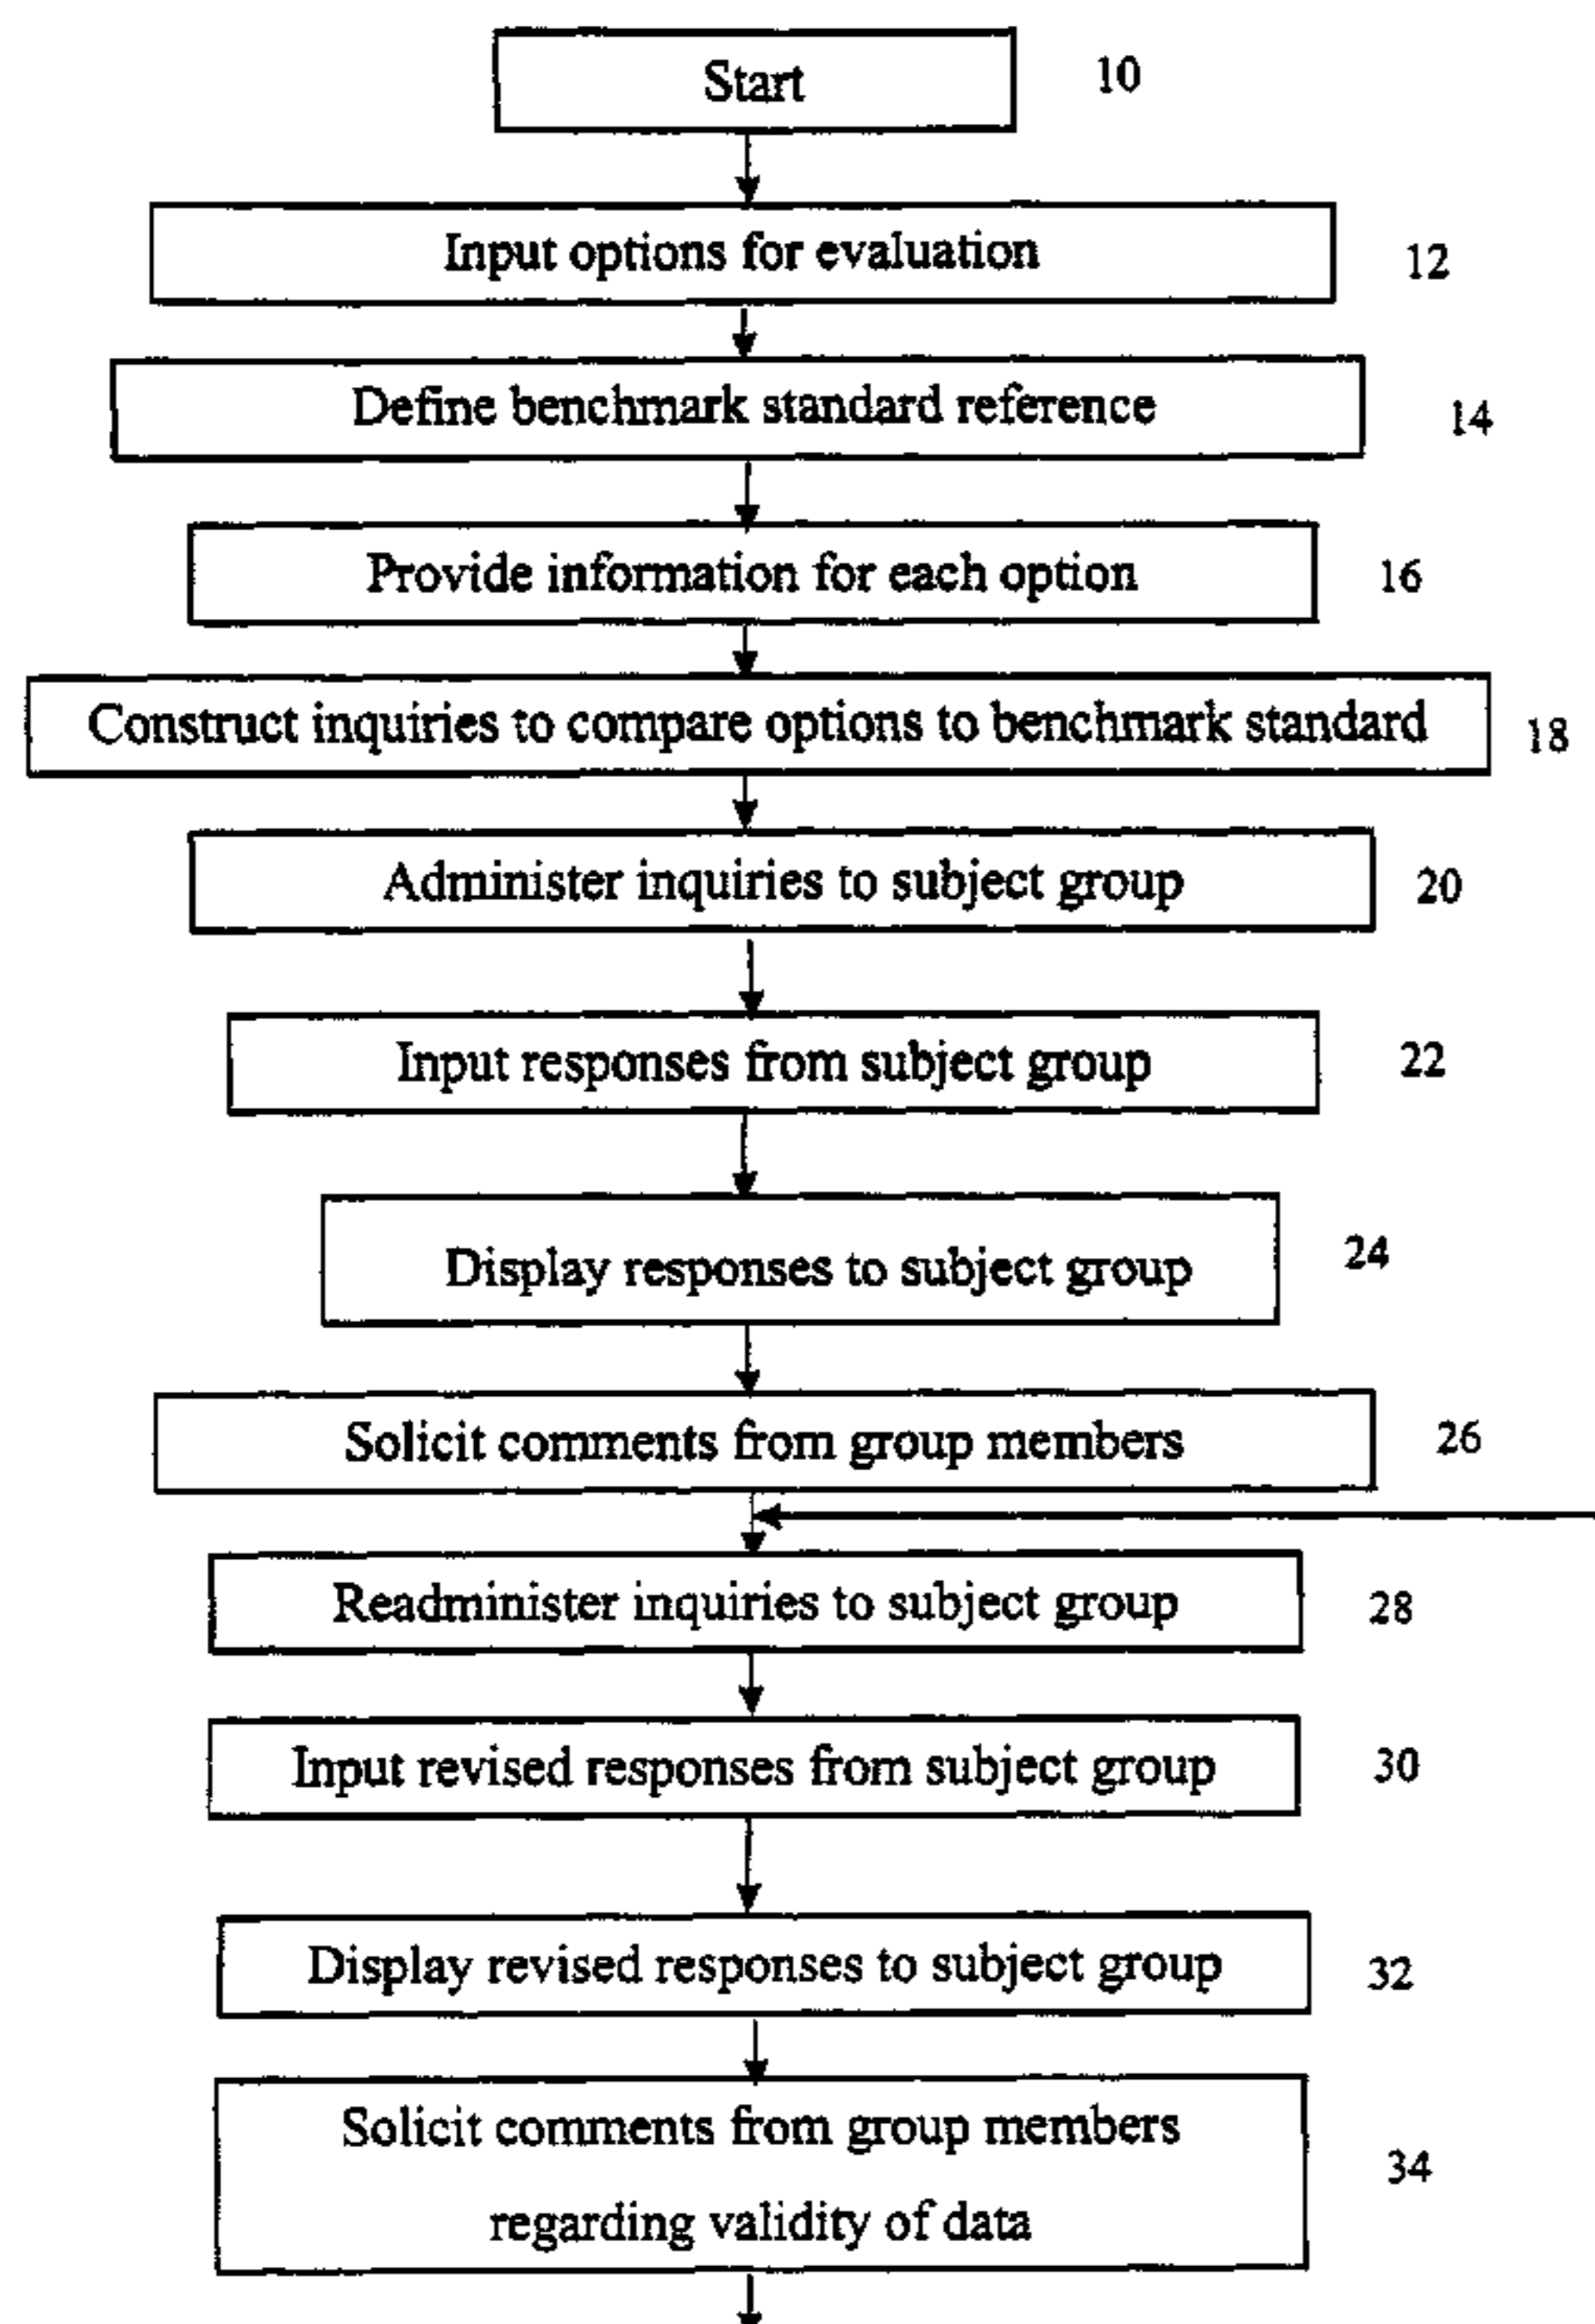 Start 10
Input options for evaluation 12
Define benchmark standard reference 14
Provide information for each option 16
Construct inquiries to compare options to benchmark standard 18
Administer inquiries to subject group 20
Input responses from subject group 22
Display responses to subject group 24
Solicit comments from group members 26
Readminister inquiries to subject group 28
Input revised responses from subject group 30
Display revised responses to subject group 32
Solicit comments from group members
regarding validity of data 34